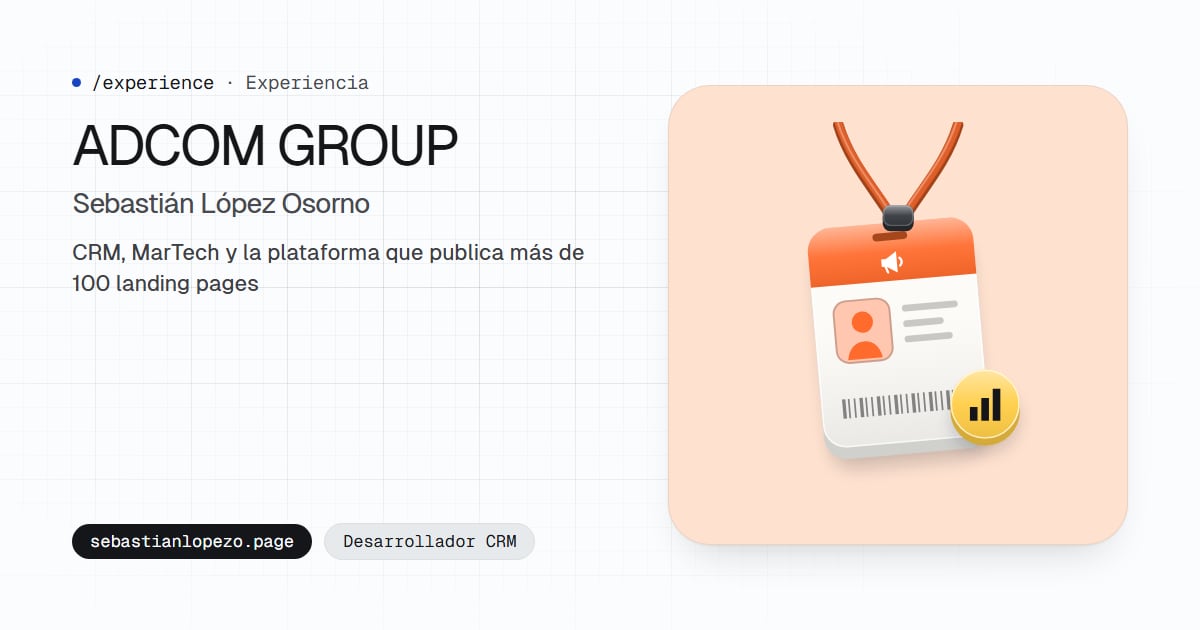 /experience · Experiencia
ADCOM GROUP
Sebastián López Osorno
CRM, MarTech y la plataforma que publica más de
100 landing pages
sebastianlopezo.page
Desarrollador CRM